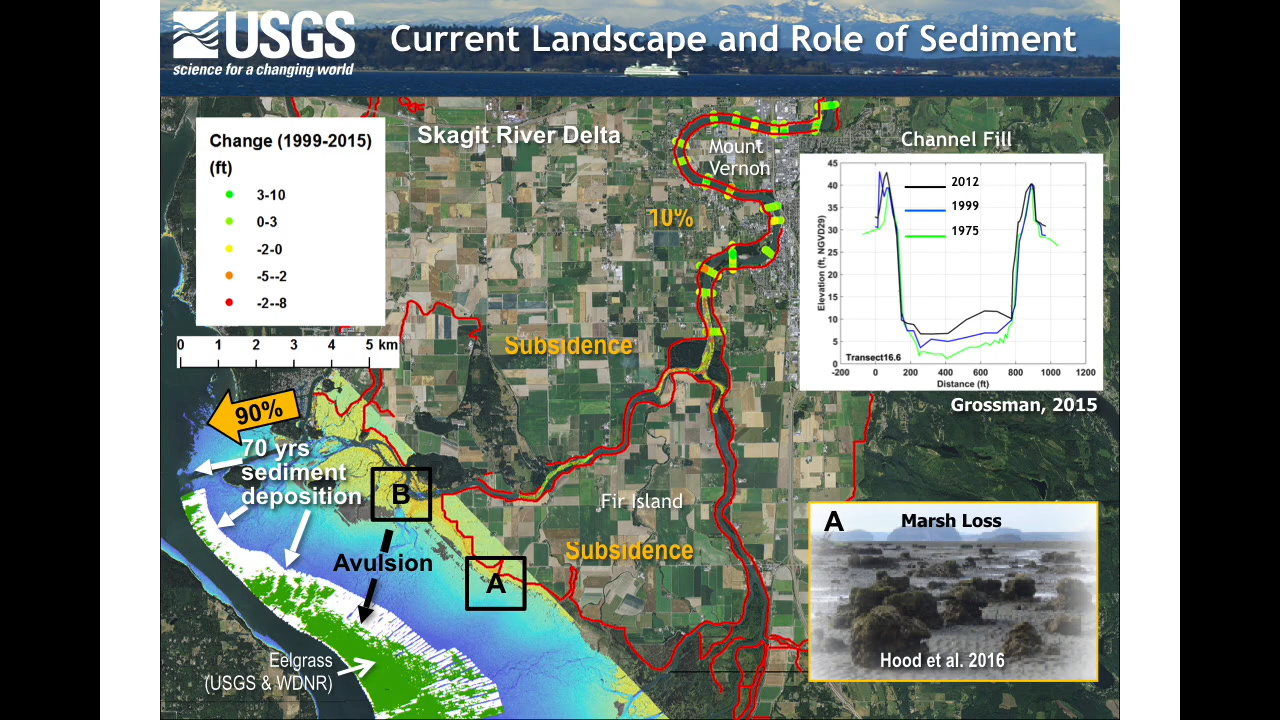 USGS
science for a changing world
Current Landscape and Role of Sediment
Change (1999-2015)
(ft)
3-10
0-3
-2-0
-5--2
-2--8
0 1 2 3 4 5 km
Skagit River Delta
Mount
Vernon
10%
Subsidence
Channel Fill
45
40
35
30
25
20
15
10
5
0
Elevation (ft, NGVD29)
2012
1999
1975
Transect16.6
-200 0 200 400 600 800 1000 1200
Distance (ft)
Grossman, 2015
90%
70 yrs
sediment
deposition
B
Fir Island
Avulsion
Subsidence
A
Eelgrass
(USGS & WDNR)
A
Marsh Loss
Hood et al. 2016